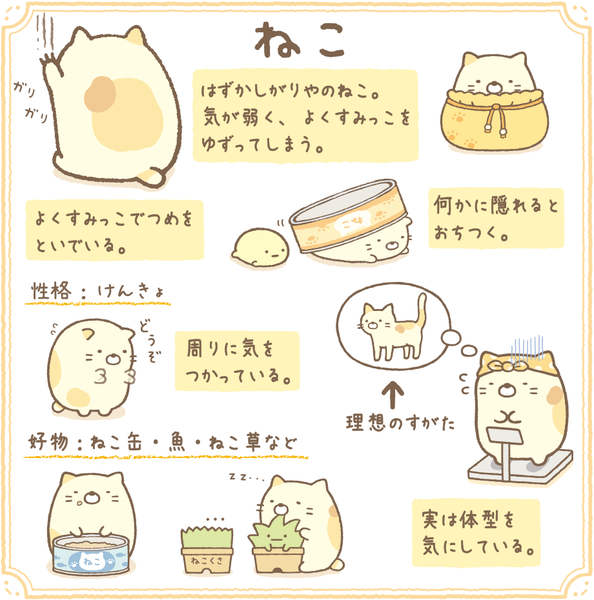 ねこ
ガリ
ガリ
はずかしがりやのねこ。
気が弱く、よくすみっこを
ゆずってしまう。
よくすみっこでつめを
といでいる。
ねこ
何かに隠れると
おちつく。
性格：けんきょ
どうぞ
周りに気を
つかっている。
理想のすがた
好物：ねこ缶・魚・ねこ草など
ねこ
ねこくさ
zz...
実は体型を
気にしている。